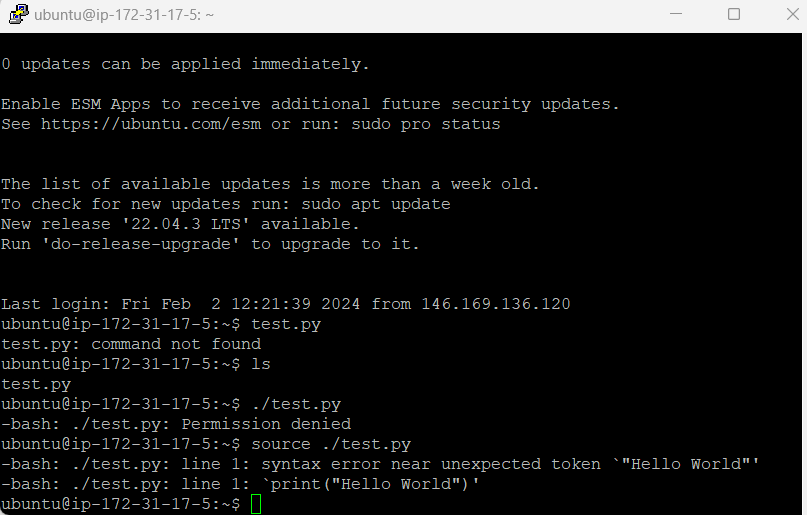 ubuntu@ip-172-31-17-5: ~
0 updates can be applied immediately.
Enable ESM Apps to receive additional future security updates.
See https://ubuntu.com/esm or run: sudo pro status
The list of available updates is more than a week old.
To check for new updates run: sudo apt update
New release '22.04.3 LTS' available.
Run 'do-release-upgrade' to upgrade to it.
Last login: Fri Feb  2 12:21:39 2024 from 146.169.136.120
ubuntu@ip-172-31-17-5:~$ test.py
test.py: command not found
ubuntu@ip-172-31-17-5:~$ ls
test.py
ubuntu@ip-172-31-17-5:~$ ./test.py
-bash: ./test.py: Permission denied
ubuntu@ip-172-31-17-5:~$ source ./test.py
-bash: ./test.py: line 1: syntax error near unexpected token `"Hello World"'
-bash: ./test.py: line 1: `print("Hello World")'
ubuntu@ip-172-31-17-5:~$